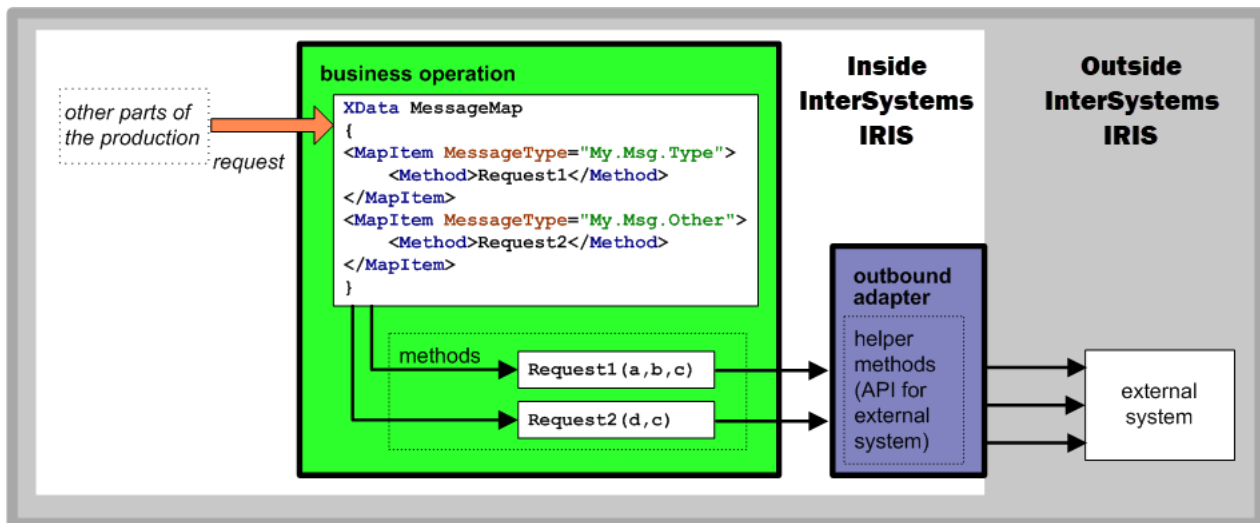 business operation
Inside
InterSystems
IRIS
Outside
InterSystems
IRIS
other parts of
the production
request
XData MessageMap
{
<MapItem MessageType="My.Msg.Type">
    <Method>Request1</Method>
</MapItem>
<MapItem MessageType="My.Msg.Other">
    <Method>Request2</Method>
</MapItem>
}
outbound
adapter
methods
Request1(a,b,c)
Request2(d,c)
helper
methods
(API for
external
system)
external
system